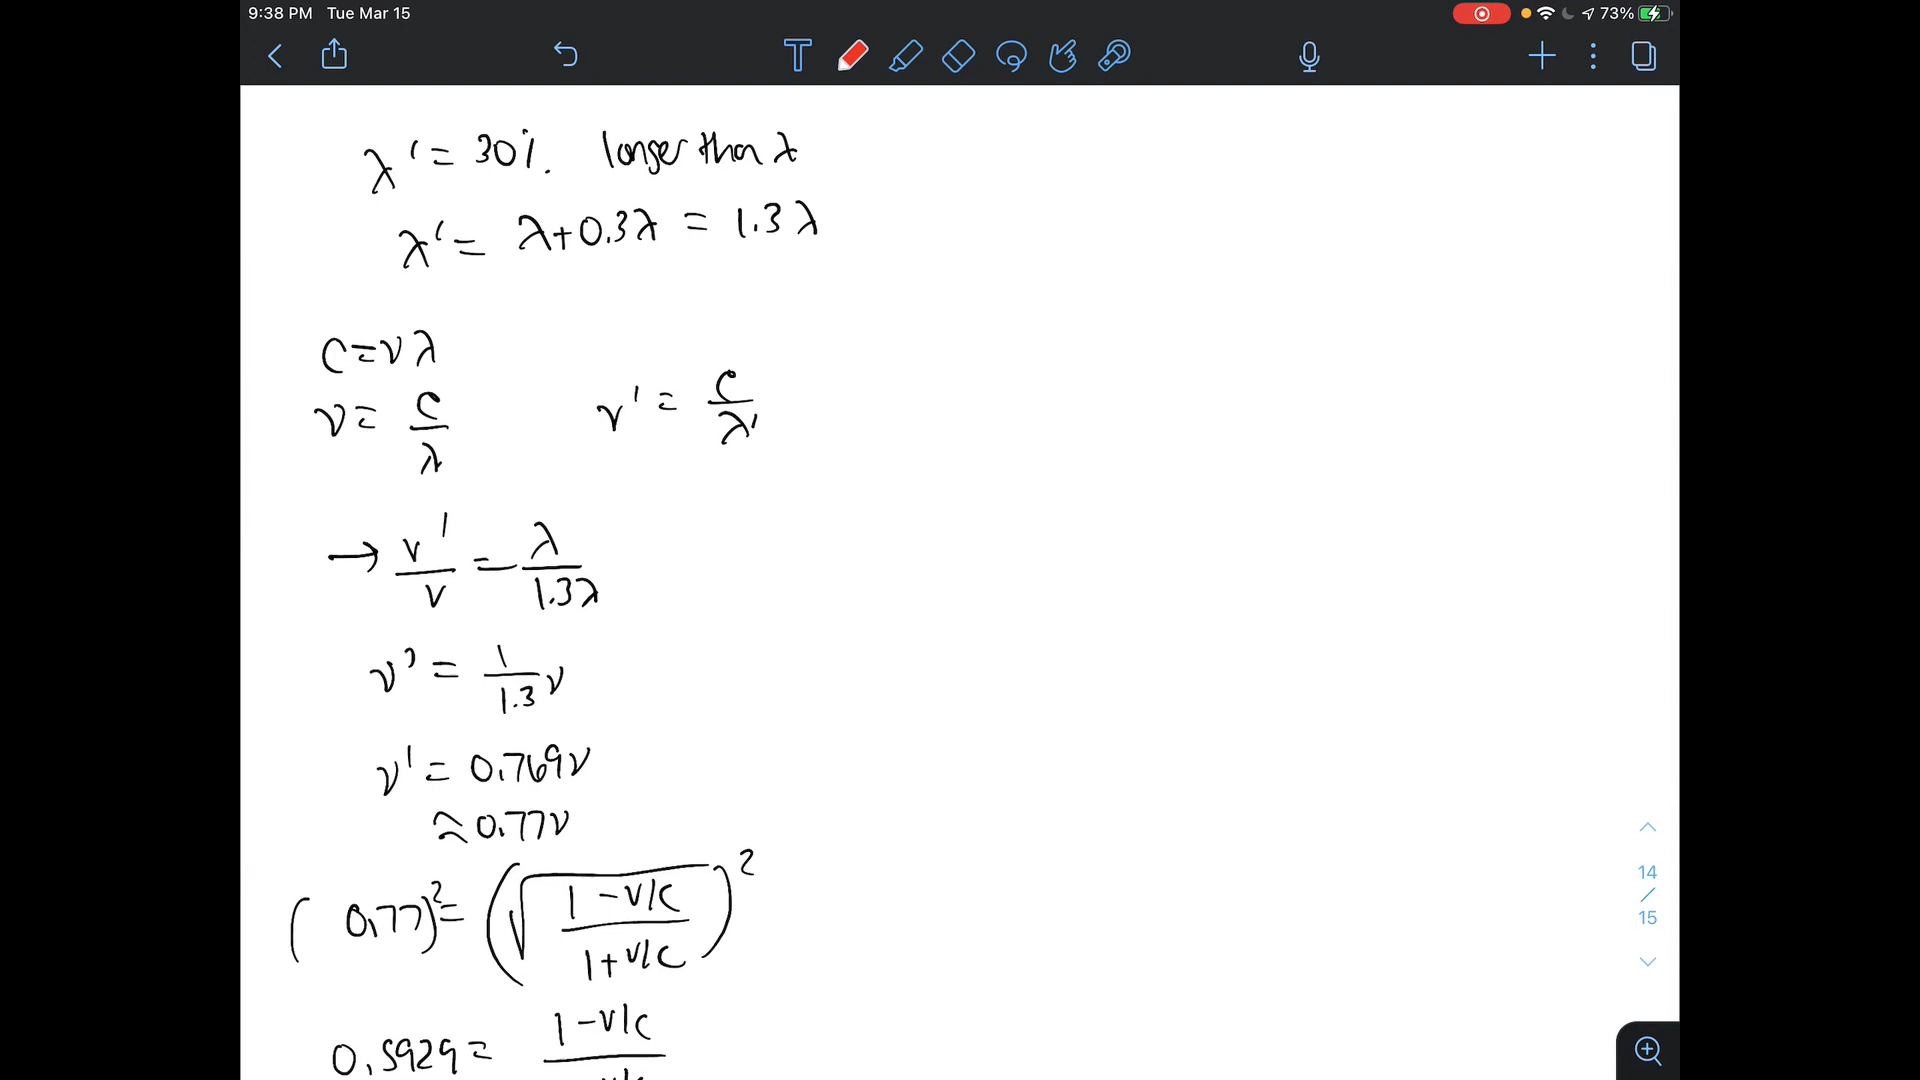 9:38 PM Tue Mar 15
73%
λ' = 30%. longer than λ
λ' = λ+0.3λ = 1.3λ
c=νλ
ν= c/λ ν' = c/λ'
→ ν'/ν = λ/1.3λ
ν' = 1/1.3 ν
ν' = 0.769ν
≈ 0.77ν
(0.77)² = (√(1-v/c / 1+v/c))²
0.5929 = 1-v/c
14
/
15